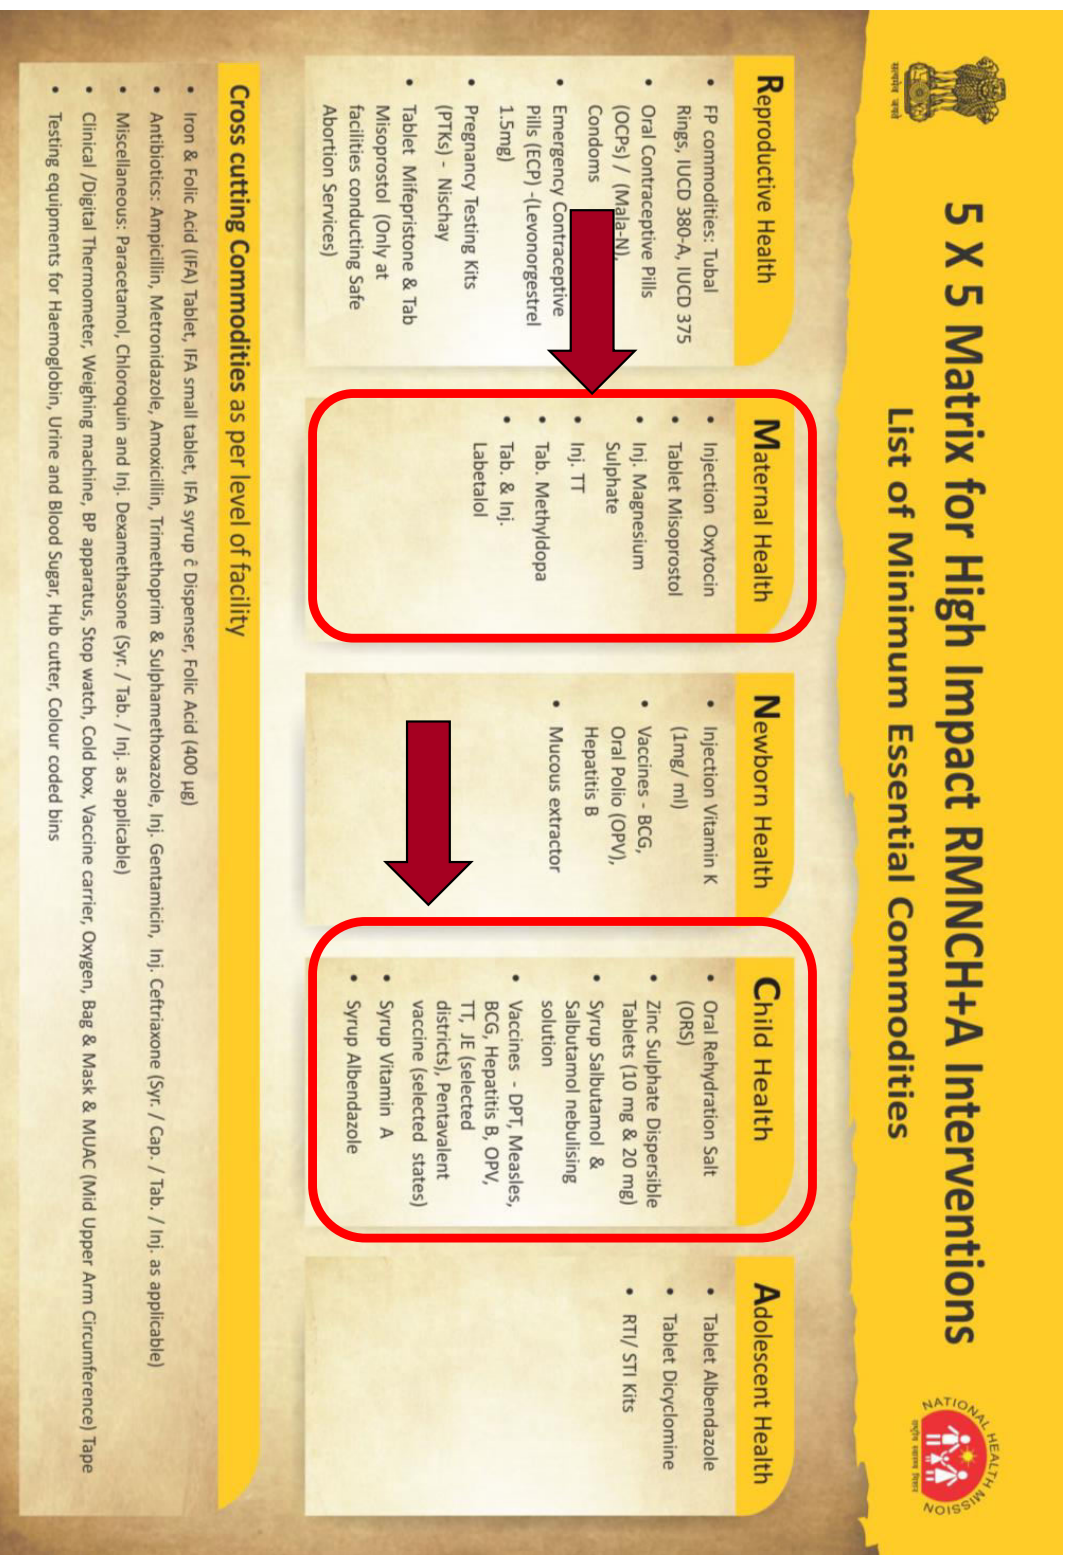 सत्यमेव जयते
5 X 5 Matrix for High Impact RMNCH+A Interventions
List of Minimum Essential Commodities
NATIONAL HEALTH MISSION
Reproductive Health
• FP commodities: Tubal
Rings, IUCD 380-A, IUCD 375
• Oral Contraceptive Pills
(OCPs) / (Mala-N),
Condoms
• Emergency Contraceptive
Pills (ECP) -(Levonorgestrel
1.5mg)
• Pregnancy Testing Kits
(PTKs) - Nischay
• Tablet Mifepristone & Tab
Misoprostol (Only at
facilities conducting Safe
Abortion Services)
Maternal Health
• Injection Oxytocin
• Tablet Misoprostol
• Inj. Magnesium
Sulphate
• Inj. TT
• Tab. Methyldopa
• Tab. & Inj.
Labetalol
Newborn Health
• Injection Vitamin K
(1mg/ ml)
• Vaccines - BCG,
Oral Polio (OPV),
Hepatitis B
• Mucous extractor
Child Health
• Oral Rehydration Salt
(ORS)
• Zinc Sulphate Dispersible
Tablets (10 mg & 20 mg)
• Syrup Salbutamol &
Salbutamol nebulising
solution
• Vaccines - DPT, Measles,
BCG, Hepatitis B, OPV,
TT, JE (selected
districts), Pentavalent
vaccine (selected states)
• Syrup Vitamin A
• Syrup Albendazole
Adolescent Health
• Tablet Albendazole
• Tablet Dicyclomine
• RTI/ STI Kits
Cross cutting Commodities as per level of facility
• Iron & Folic Acid (IFA) Tablet, IFA small tablet, IFA syrup c̄ Dispenser, Folic Acid (400 µg)
• Antibiotics: Ampicillin, Metronidazole, Amoxicillin, Trimethoprim & Sulphamethoxazole, Inj. Gentamicin, Inj. Ceftriaxone (Syr. / Cap. / Tab. / Inj. as applicable)
• Miscellaneous: Paracetamol, Chloroquin and Inj. Dexamethasone (Syr. / Tab. / Inj. as applicable)
• Clinical /Digital Thermometer, Weighing machine, BP apparatus, Stop watch, Cold box, Vaccine carrier, Oxygen, Bag & Mask & MUAC (Mid Upper Arm Circumference) Tape
• Testing equipments for Haemoglobin, Urine and Blood Sugar, Hub cutter, Colour coded bins